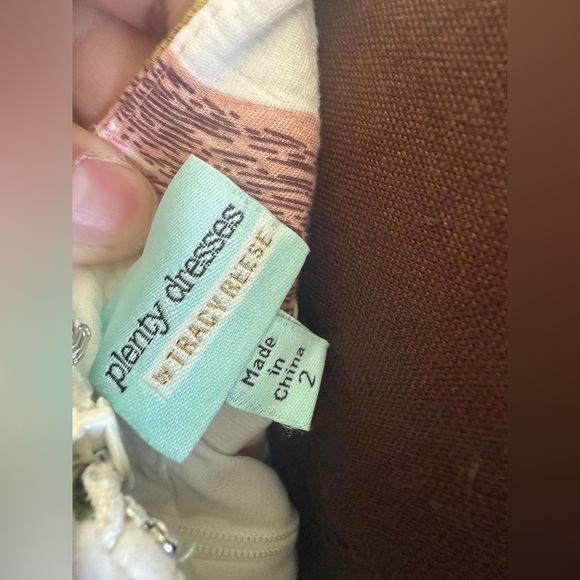 plenty dresses
BY TRACY REESE
Made
in
China
2